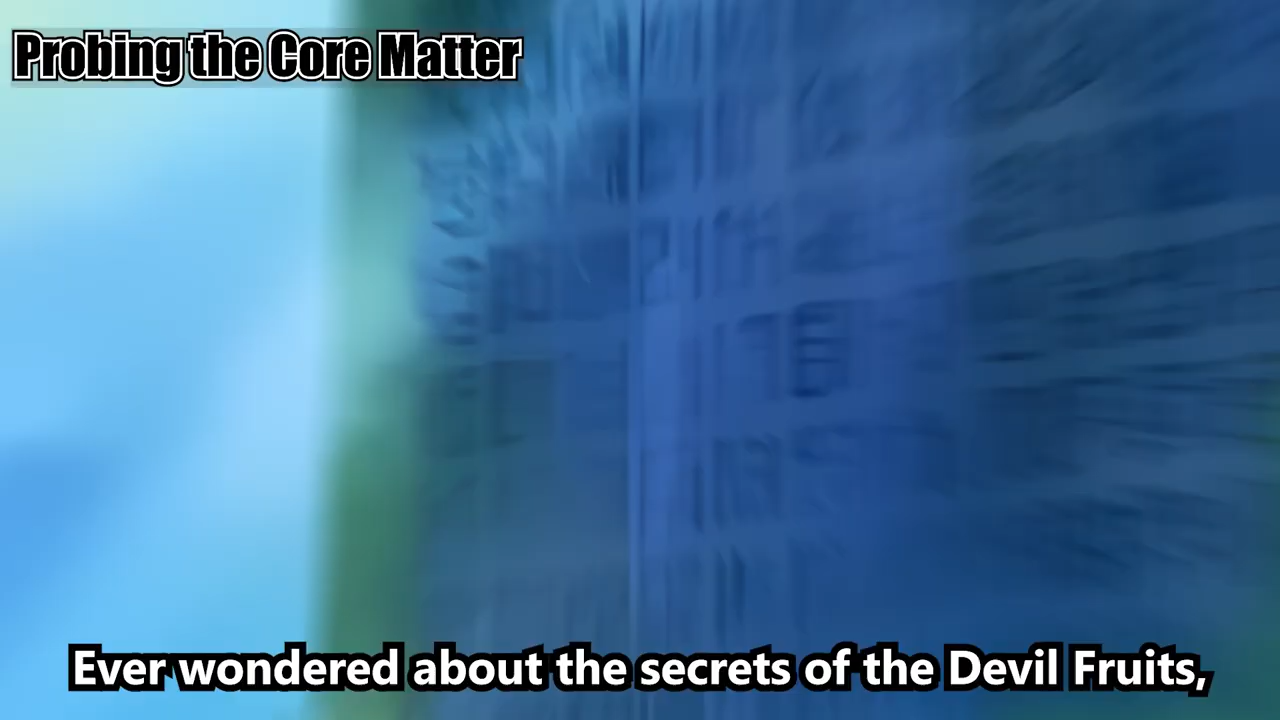 Probing the Core Matter
Ever wondered about the secrets of the Devil Fruits,